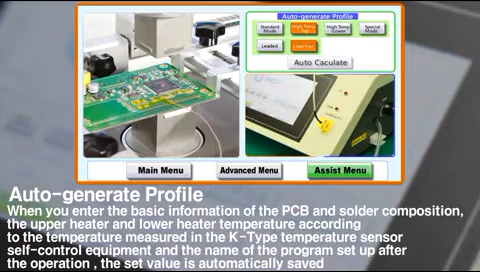 Auto-generate Profile
Standard Mode
High Temp -Top
High Temp -Lower
Special Mode
Leaded
Lead Free
Auto Caculate
Main Menu
Advanced Menu
Assist Menu
Auto-generate Profile
When you enter the basic information of the PCB and solder composition,
the upper heater and lower heater temperature according
to the temperature measured in the K-Type temperature sensor
self-control equipment and the name of the program set up after
the operation , the set value is automatically saved